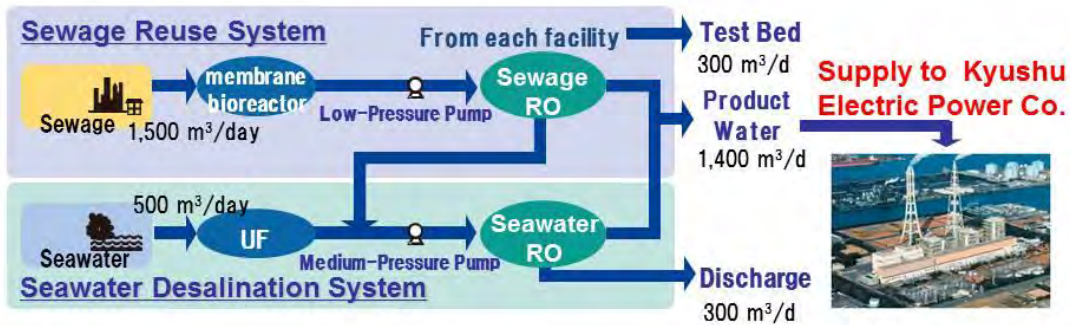 Sewage Reuse System
From each facility
Test Bed
300 m³/d
Sewage
1,500 m³/day
membrane
bioreactor
Low-Pressure Pump
Sewage
RO
Product
Water
1,400 m³/d
Supply to Kyushu
Electric Power Co.
Seawater
500 m³/day
UF
Medium-Pressure Pump
Seawater
RO
Discharge
300 m³/d
Seawater Desalination System